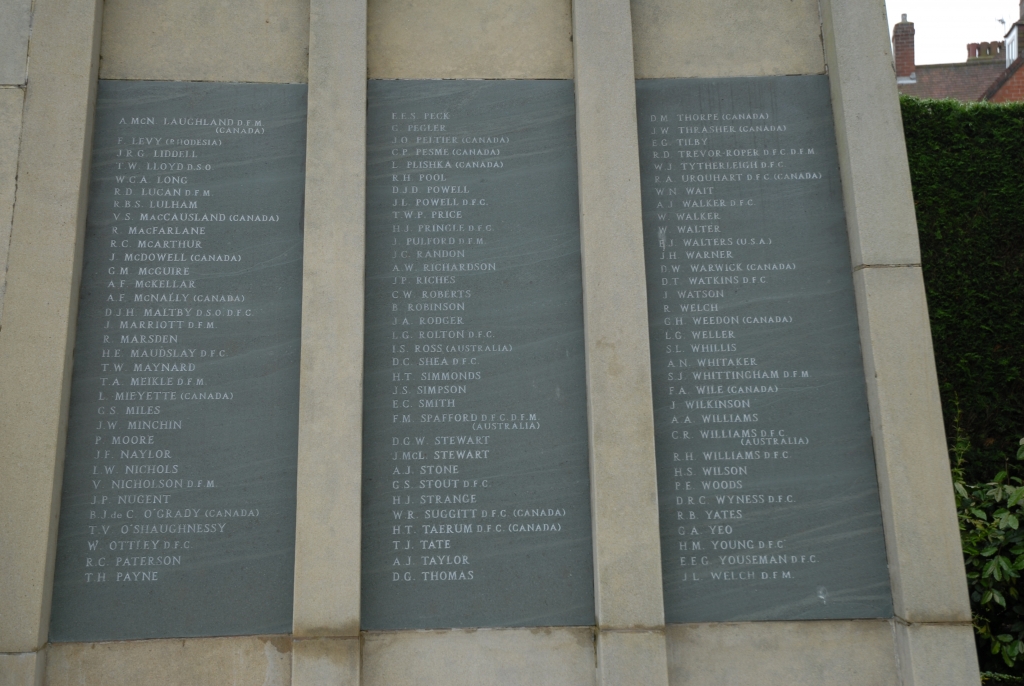 A. McN. LAUGHLAND D.F.M.
(CANADA)
F. LEVY (RHODESIA)
J.R.G. LIDDELL
J.W. LLOYD D.S.O.
W.G.A. LONG
R.D. LUCAN D.F.M.
R.B.S. LULHAM
V.S. MacCAUSLAND (CANADA)
R. MacFARLANE
R.C. McARTHUR
J. McDOWELL (CANADA)
G.M. McGUIRE
A.F. McKELLAR
A.F. McNALLY (CANADA)
D.J.H. MALTBY D.S.O. D.F.C.
J. MARRIOTT D.F.M.
R. MARSDEN
H.E. MAUDSLAY D.F.C.
T.W. MAYNARD
T.A. MEIKLE D.F.M.
L. MIEYETTE (CANADA)
G.S. MILES
J.W. MINCHIN
P. MOORE
J.F. NAYLOR
L.W. NICHOLS
V. NICHOLSON D.F.M.
J.P. NUGENT
B.J. de C. O'GRADY (CANADA)
T.V. O'SHAUGHNESSY
W. OTTLEY D.F.C.
R.C. PATERSON
T.H. PAYNE
E.E.S. PECK
G. PEGLER
J.O. PELTIER (CANADA)
C.P. PESME (CANADA)
L. PLISHKA (CANADA)
R.H. POOL
D.J.D. POWELL
J.L. POWELL D.F.C.
T.W.P. PRICE
H.J. PRINGLE D.F.C.
J. PULFORD D.F.M.
J.C. RANDON
A.W. RICHARDSON
J.P. RICHES
C.W. ROBERTS
B. ROBINSON
J.A. RODGER
L.G. ROLTON D.F.C.
I.S. ROSS (AUSTRALIA)
D.C. SHEA D.F.C.
H.T. SIMMONDS
J.S. SIMPSON
E.C. SMITH
F.M. SPAFFORD D.F.C. D.F.M.
(AUSTRALIA)
D.G.W. STEWART
J. McL. STEWART
A.J. STONE
G.S. STOUT D.F.C.
H.J. STRANGE
W.R. SUGGITT D.F.C. (CANADA)
H.T. TAERUM D.F.C. (CANADA)
T.J. TATE
A.J. TAYLOR
D.G. THOMAS
D.M. THORPE (CANADA)
J.W. THRASHER (CANADA)
E.G. TILBY
R.D. TREVOR-ROPER D.F.C. D.F.M.
W.J. TYTHERLEIGH D.F.C.
R.A. URQUHART D.F.C. (CANADA)
W.N. WAIT
A.J. WALKER D.F.C.
W. WALKER
W. WALTER
E.J. WALTERS (U.S.A.)
J.H. WARNER
D.W. WARWICK (CANADA)
D.T. WATKINS D.F.C.
J. WATSON
R. WELCH
G.H. WEEDON (CANADA)
L.G. WELLER
S.L. WHILLIS
A.N. WHITAKER
S.J. WHITTINGHAM D.F.M.
F.A. WILE (CANADA)
J. WILKINSON
A.A. WILLIAMS
C.R. WILLIAMS D.F.C.
(AUSTRALIA)
R.H. WILLIAMS D.F.C.
H.S. WILSON
P.E. WOODS
D.R.C. WYNESS D.F.C.
R.B. YATES
G.A. YEO
H.M. YOUNG D.F.C.
E.E.G. YOUSEMAN D.F.C.
J.L. WELCH D.F.M.